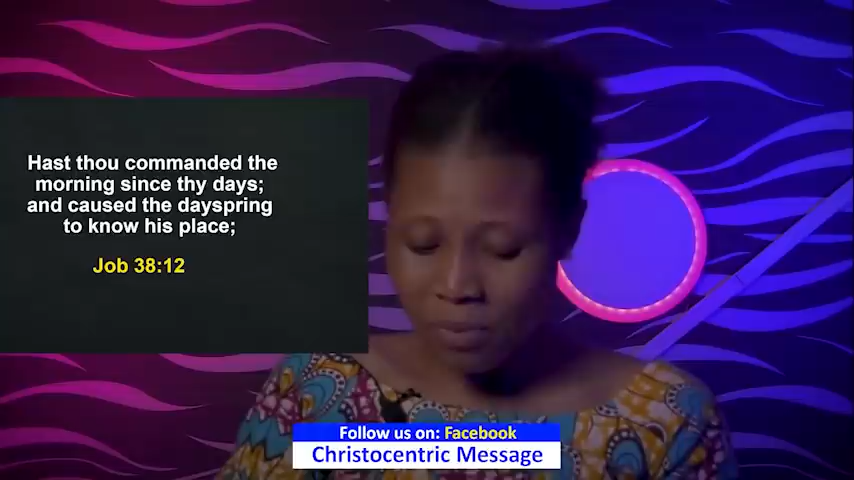 Hast thou commanded the
morning since thy days;
and caused the dayspring
to know his place;
Job 38:12
Follow us on: Facebook
Christocentric Message